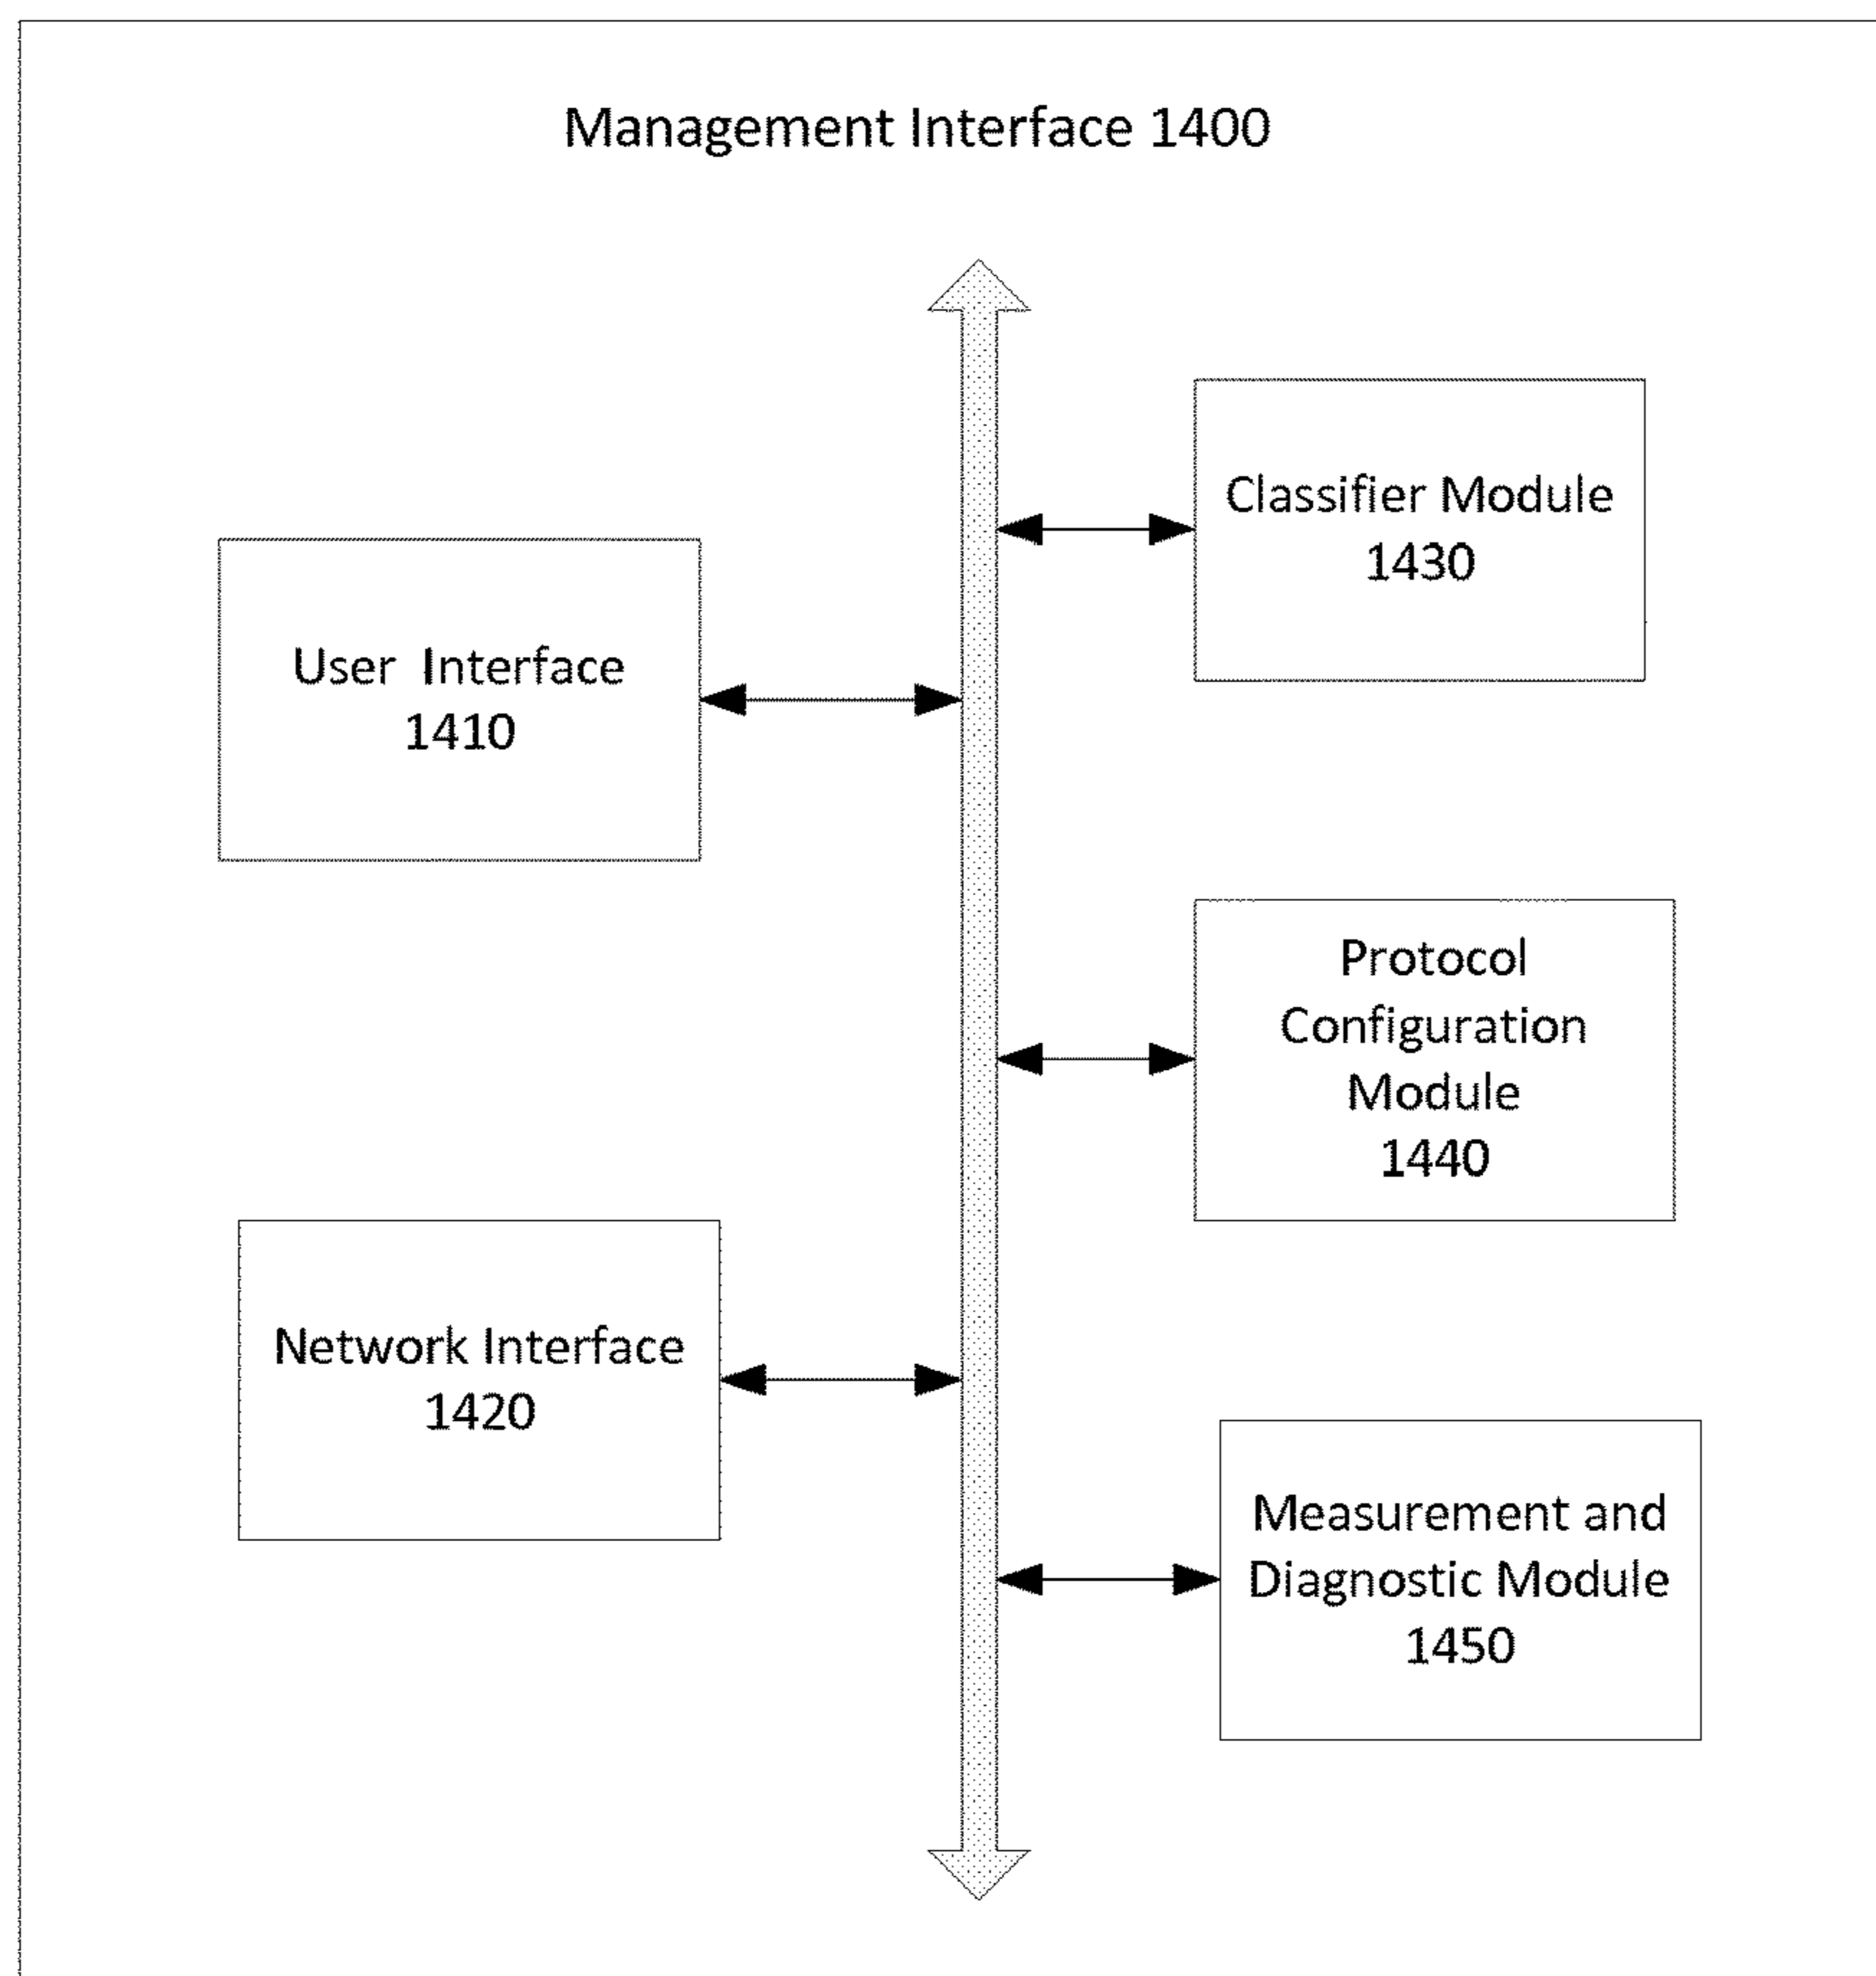 Management Interface 1400
User Interface
1410
Network Interface
1420
Classifier Module
1430
Protocol
Configuration
Module
1440
Measurement and
Diagnostic Module
1450